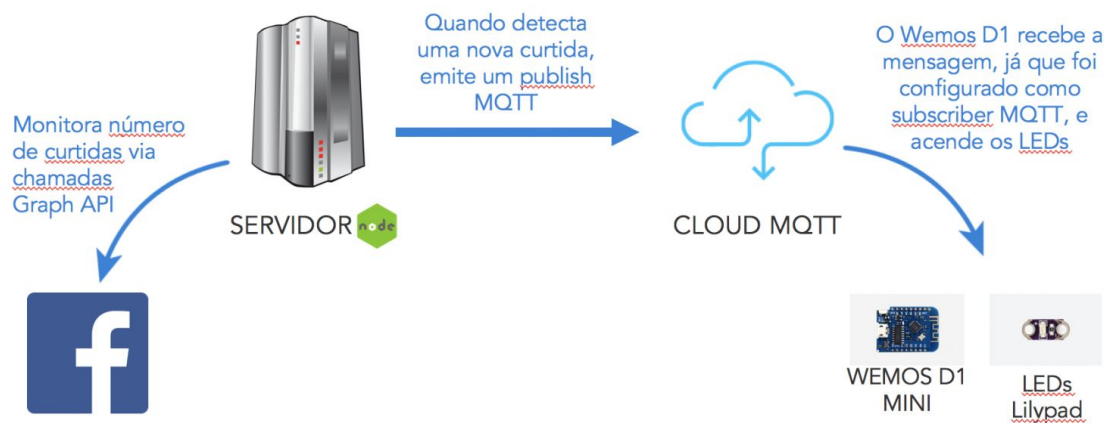 Monitora número
de curtidas via
chamadas
Graph API
SERVIDOR node
Quando detecta
uma nova curtida,
emite um publish
MQTT
CLOUD MQTT
O Wemos D1 recebe a
mensagem, já que foi
configurado como
subscriber MQTT, e
acende os LEDs
f
WEMOS D1
MINI
LEDs
Lilypad